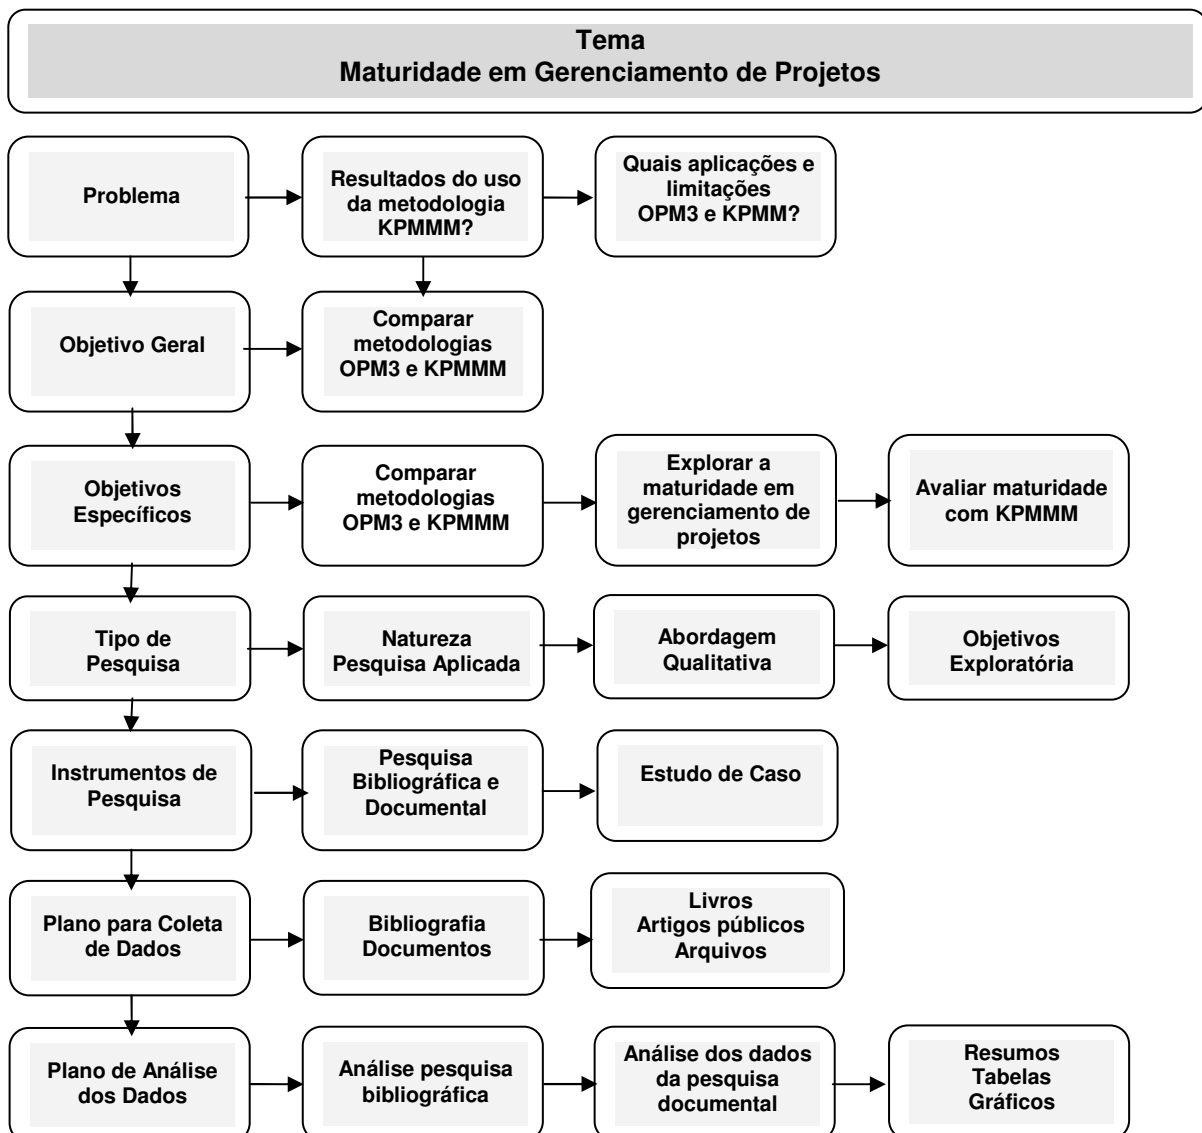 Tema
Maturidade em Gerenciamento de Projetos
Problema
Resultados do uso
da metodologia
KPMMM?
Quais aplicações e
limitações
OPM3 e KPMM?
Objetivo Geral
Comparar
metodologias
OPM3 e KPMMM
Objetivos
Específicos
Comparar
metodologias
OPM3 e KPMMM
Explorar a
maturidade em
gerenciamento de
projetos
Avaliar maturidade
com KPMMM
Tipo de
Pesquisa
Natureza
Pesquisa Aplicada
Abordagem
Qualitativa
Objetivos
Exploratória
Instrumentos de
Pesquisa
Pesquisa
Bibliográfica e
Documental
Estudo de Caso
Plano para Coleta
de Dados
Bibliografia
Documentos
Livros
Artigos públicos
Arquivos
Plano de Análise
dos Dados
Análise pesquisa
bibliográfica
Análise dos dados
da pesquisa
documental
Resumos
Tabelas
Gráficos